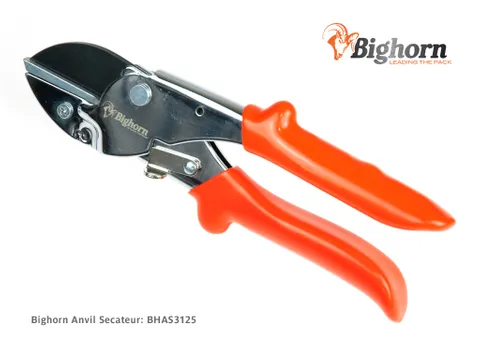 Bighorn
LEADING THE PACK
Bighorn
Bighorn Anvil Secateur: BHAS3125